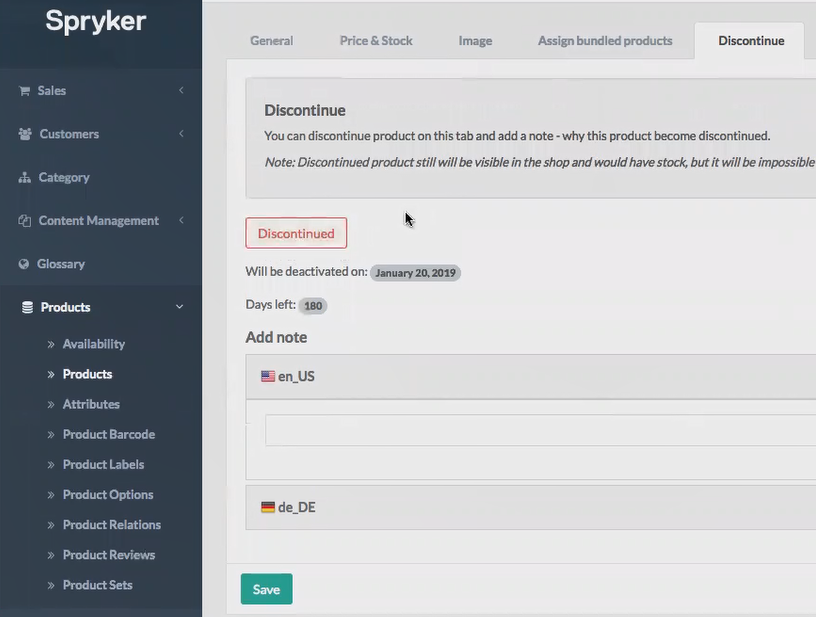 Spryker
Sales
Customers
Category
Content Management
Glossary
Products
Availability
Products
Attributes
Product Barcode
Product Labels
Product Options
Product Relations
Product Reviews
Product Sets
General Price & Stock Image Assign bundled products Discontinue
Discontinue
You can discontinue product on this tab and add a note - why this product become discontinued.
Note: Discontinued product still will be visible in the shop and would have stock, but it will be impossible
Discontinued
Will be deactivated on: January 20, 2019
Days left: 180
Add note
en_US
de_DE
Save